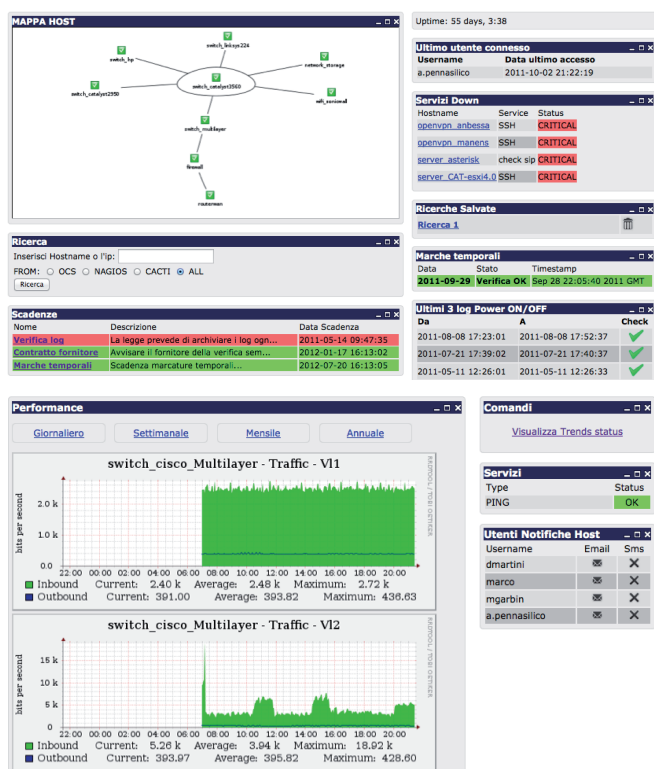 MAPPA HOST
switch_linksys224
switch_hp
network_storage
switch_catalyst2950
switch_catalyst3560
wifi_zonismall
switch_multilayer
firewall
routerwan
Ricerca
Inserisci Hostname o l'ip:
FROM: OCS NAGIOS CACTI ALL
Ricerca
Scadenze
Nome Descrizione Data Scadenza
Verifica log La legge prevede di archiviare i log ogn... 2011-05-14 09:47:35
Contratto fornitore Avvisare il fornitore della verifica sem... 2012-01-17 16:13:02
Marche temporali Scadenza marcature temporali... 2012-07-20 16:13:05
Uptime: 55 days, 3:38
Ultimo utente connesso
Username Data ultimo accesso
a.pennasilico 2011-10-02 21:22:19
Servizi Down
Hostname Service Status
openvpn_anbessa SSH CRITICAL
openvpn_manens SSH CRITICAL
server_asterisk check sip CRITICAL
server_CAT-esxi4.0 SSH CRITICAL
Ricerche Salvate
Ricerca 1
Marche temporali
Data Stato Timestamp
2011-09-29 Verifica OK Sep 28 22:05:40 2011 GMT
Ultimi 3 log Power ON/OFF
Da A Check
2011-08-08 17:23:01 2011-08-08 17:52:37
2011-07-21 17:39:02 2011-07-21 17:40:37
2011-05-11 12:26:01 2011-05-11 12:26:33
Performance
Giornaliero Settimanale Mensile Annuale
switch_cisco_Multilayer - Traffic - Vl1
RRDTOOL / TOBI OETIKER
bits per second
2.0 k
1.0 k
0.0
22:00 00:00 02:00 04:00 06:00 08:00 10:00 12:00 14:00 16:00 18:00 20:00
Inbound Current: 2.40 k Average: 2.48 k Maximum: 2.72 k
Outbound Current: 391.00 Average: 393.82 Maximum: 436.63
switch_cisco_Multilayer - Traffic - Vl2
RRDTOOL / TOBI OETIKER
bits per second
15 k
10 k
5 k
0
22:00 00:00 02:00 04:00 06:00 08:00 10:00 12:00 14:00 16:00 18:00 20:00
Inbound Current: 5.26 k Average: 3.94 k Maximum: 18.92 k
Outbound Current: 393.97 Average: 395.82 Maximum: 428.60
Comandi
Visualizza Trends status
Servizi
Type Status
PING OK
Utenti Notifiche Host
Username Email Sms
dmartini
marco
mgarbin
a.pennasilico